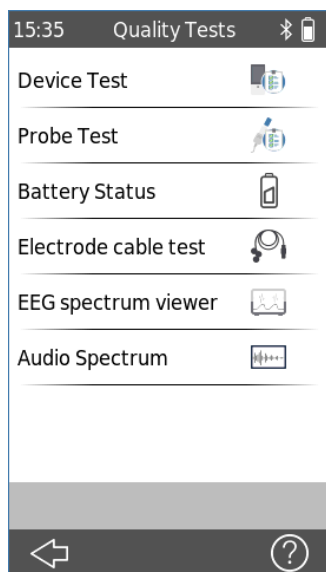 15:35 Quality Tests
Device Test
Probe Test
Battery Status
Electrode cable test
EEG spectrum viewer
Audio Spectrum
?